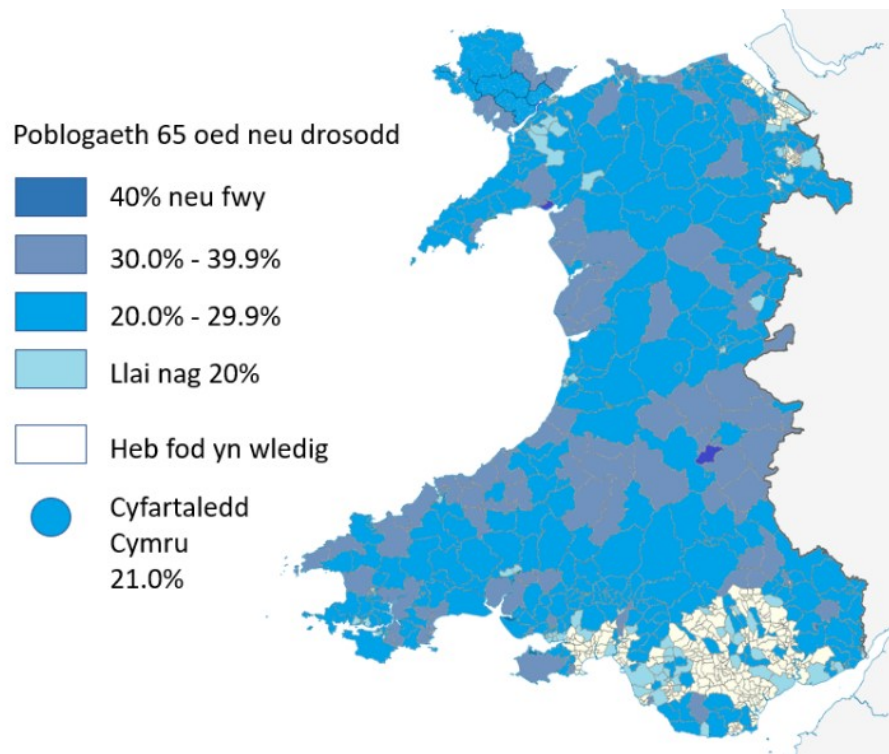 Poblogaeth 65 oed neu drosodd
40% neu fwy
30.0% - 39.9%
20.0% - 29.9%
Llai nag 20%
Heb fod yn wledig
Cyfartaledd
Cymru
21.0%